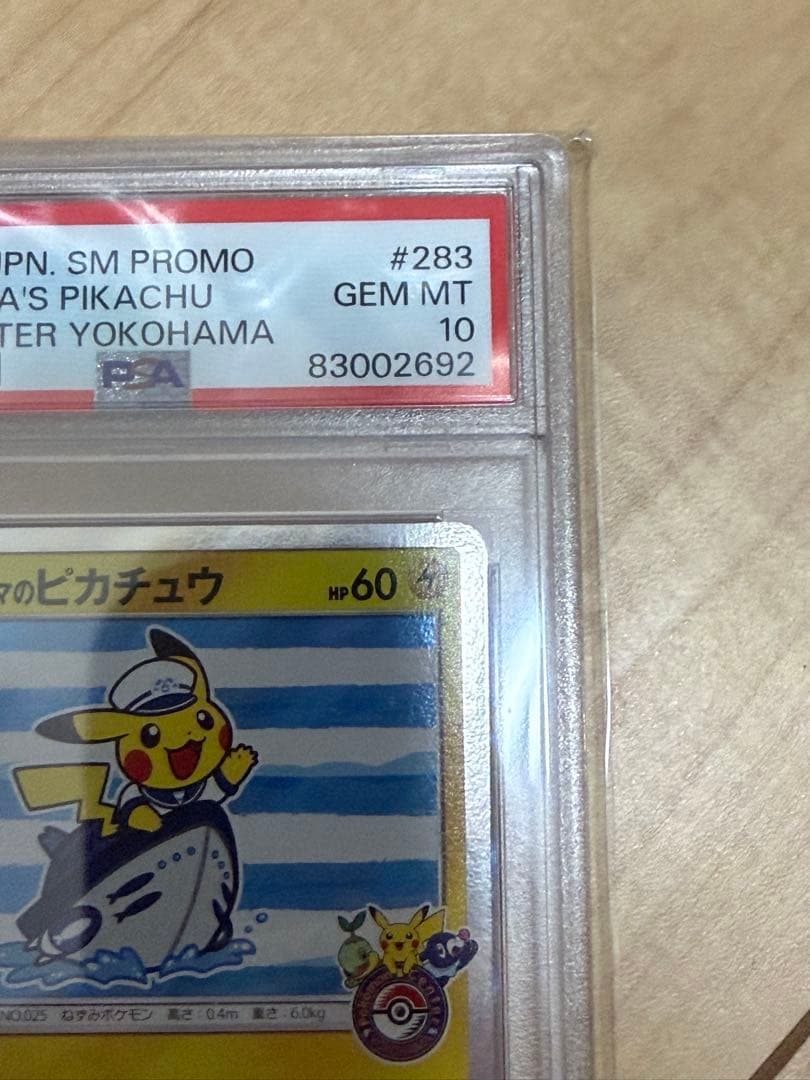 JPN. SM PROMO #283
A'S PIKACHU GEM MT
TER YOKOHAMA 10
PSA 83002692
マのピカチュウ HP60
NO.025 ねずみポケモン 高さ:0.4m 重さ:6.0kg